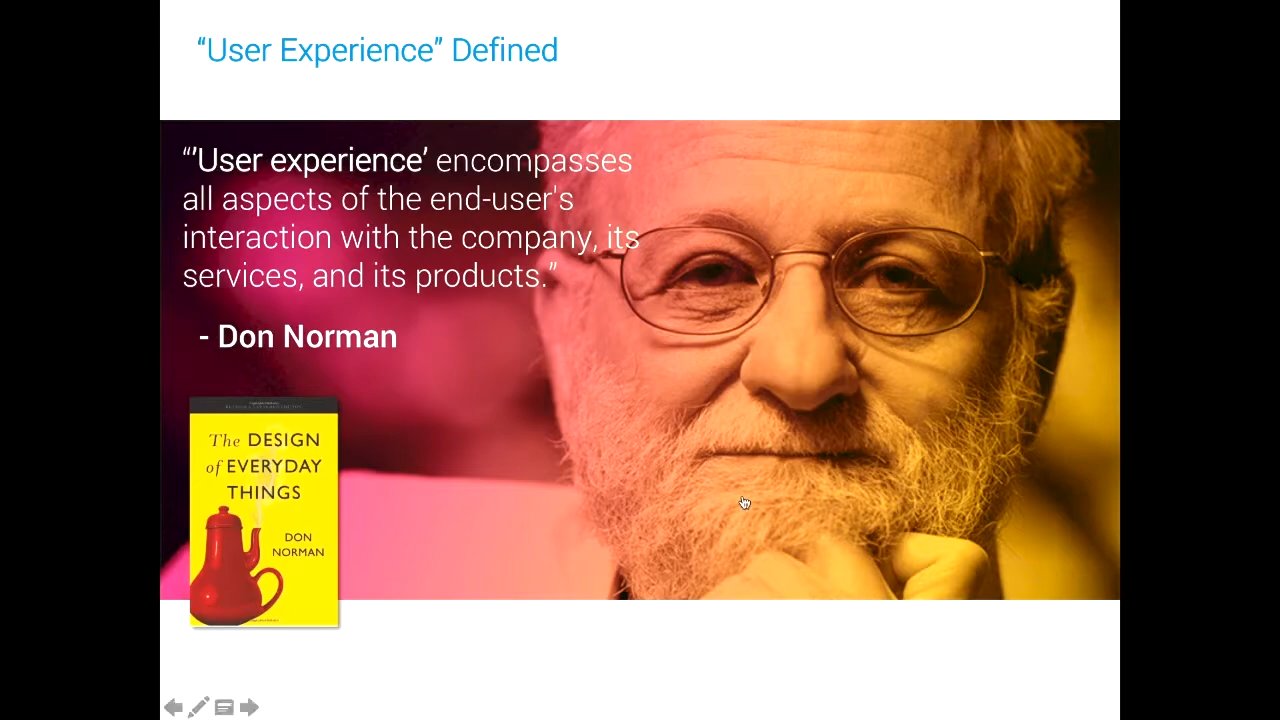 “User Experience” Defined
“’User experience’ encompasses
all aspects of the end-user's
interaction with the company, its
services, and its products.”
- Don Norman
The DESIGN
of EVERYDAY
THINGS
DON
NORMAN